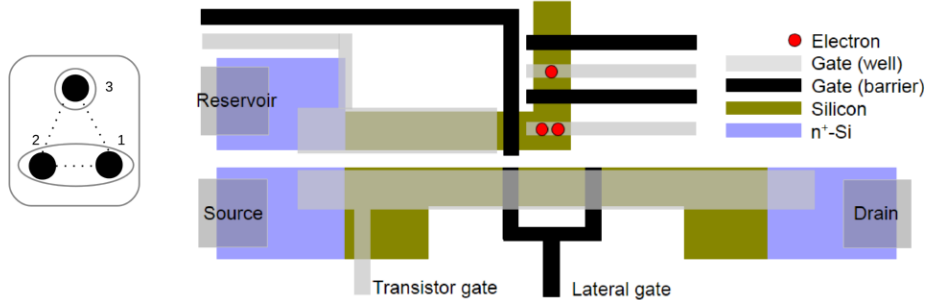 3
2
1
Reservoir
Source
Drain
Transistor gate
Lateral gate
Electron
Gate (well)
Gate (barrier)
Silicon
n⁺-Si